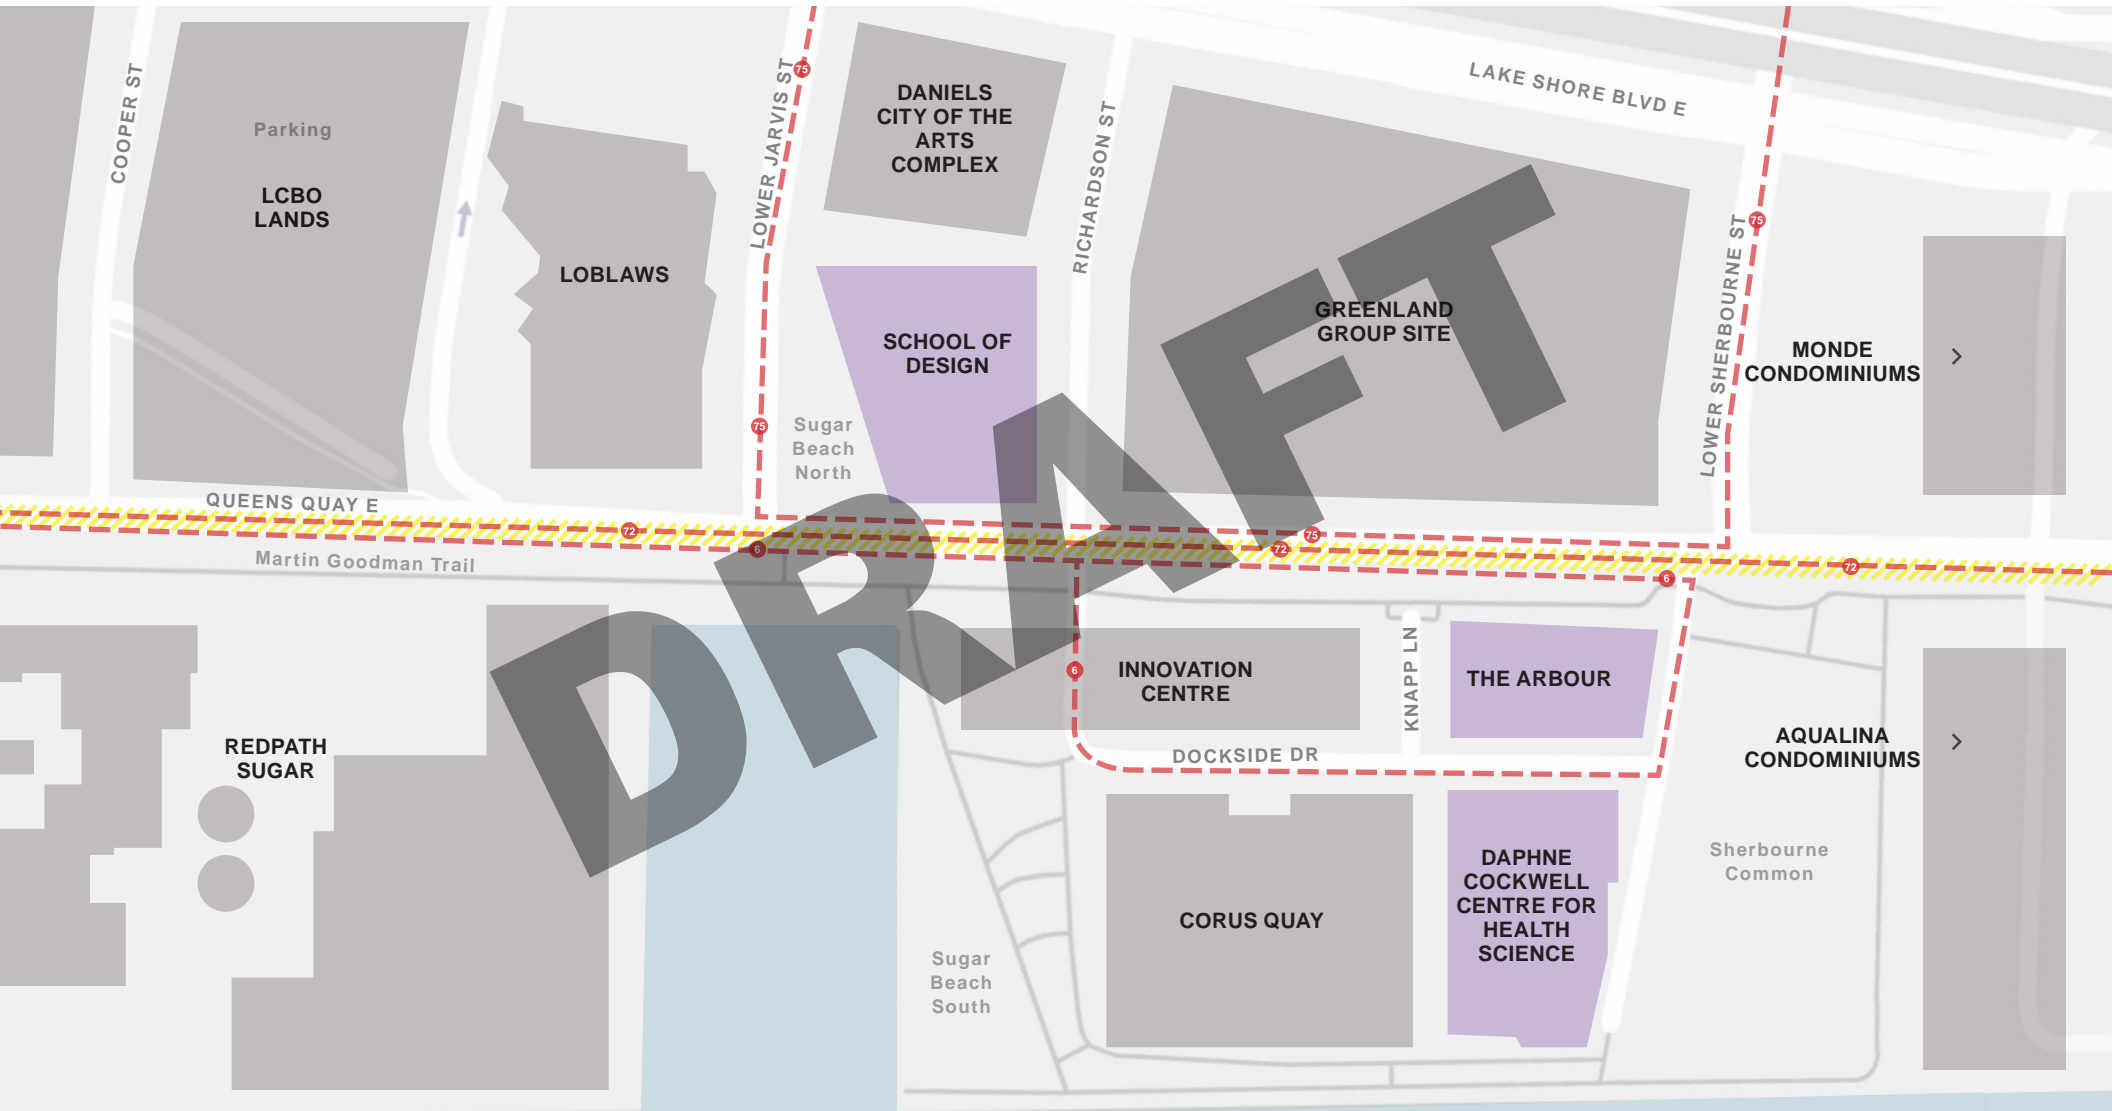 LAKE SHORE BLVD E
COOPER ST
Parking
LCBO
LANDS
LOBLAWS
LOWER JARVIS ST
75
75
DANIELS
CITY OF THE
ARTS
COMPLEX
RICHARDSON ST
SCHOOL OF
DESIGN
Sugar
Beach
North
GREENLAND
GROUP SITE
LOWER SHERBOURNE ST
75
MONDE
CONDOMINIUMS
QUEENS QUAY E
72
6
75
72
6
72
Martin Goodman Trail
DRAFT
REDPATH
SUGAR
6
INNOVATION
CENTRE
KNAPP LN
THE ARBOUR
DOCKSIDE DR
AQUALINA
CONDOMINIUMS
CORUS QUAY
DAPHNE
COCKWELL
CENTRE FOR
HEALTH
SCIENCE
Sherbourne
Common
Sugar
Beach
South